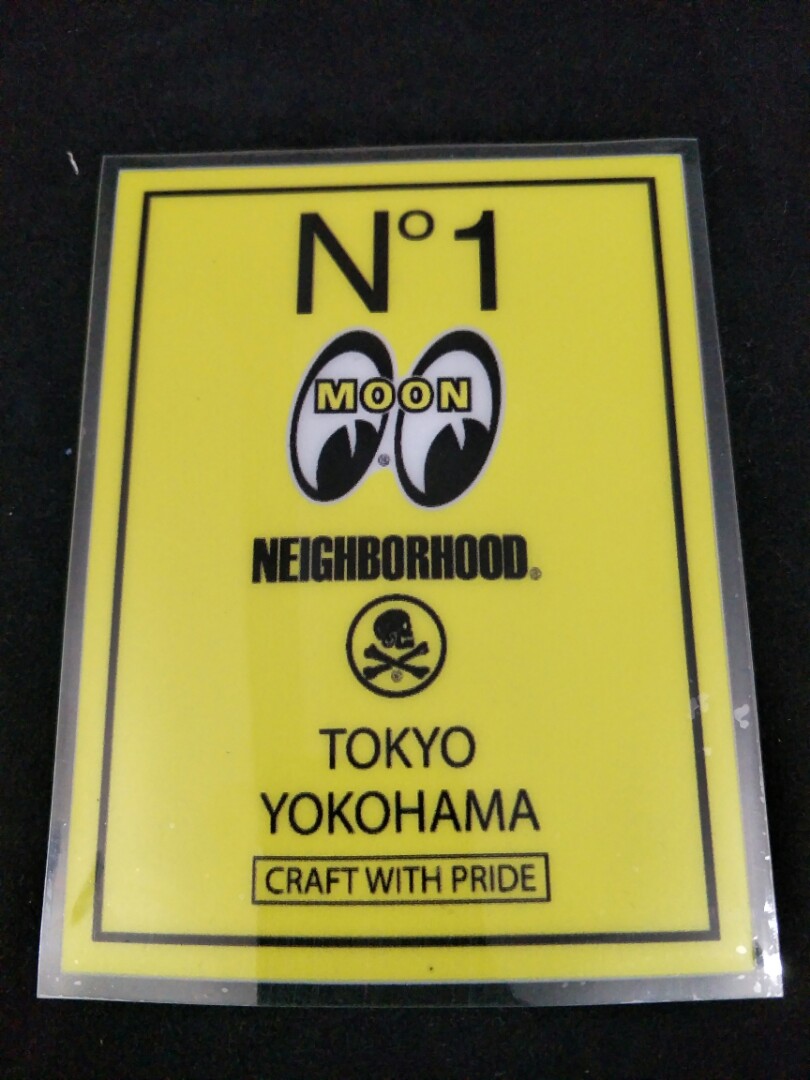 Nº1
MOON
NEIGHBORHOOD®
TOKYO
YOKOHAMA
CRAFT WITH PRIDE